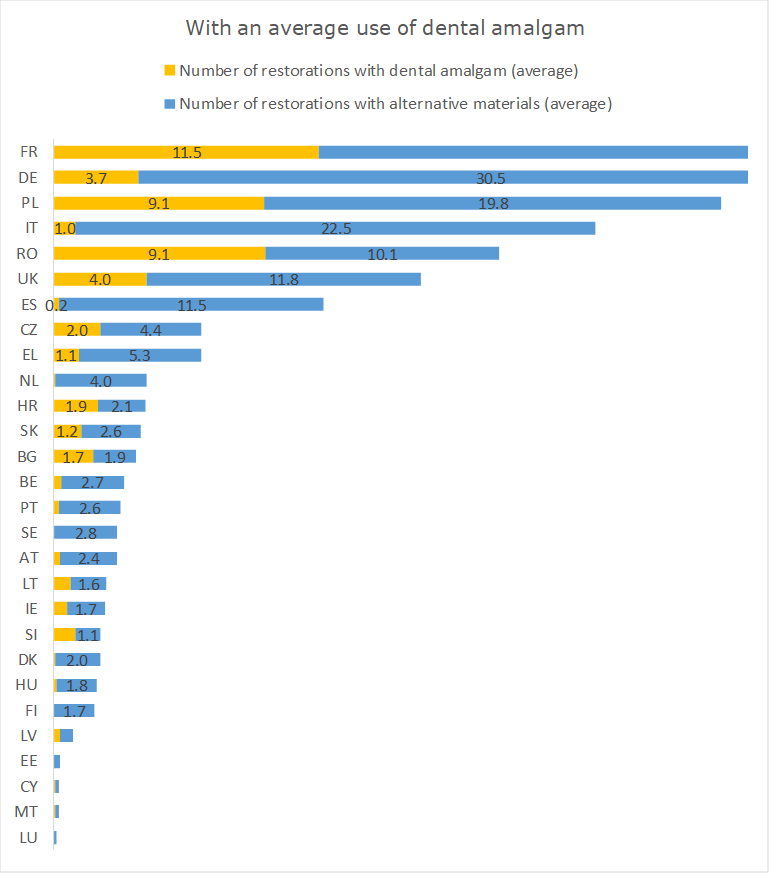 With an average use of dental amalgam
Number of restorations with dental amalgam (average)
Number of restorations with alternative materials (average)
FR 11.5
DE 3.7 30.5
PL 9.1 19.8
IT 1.0 22.5
RO 9.1 10.1
UK 4.0 11.8
ES 0.2 11.5
CZ 2.0 4.4
EL 1.1 5.3
NL 4.0
HR 1.9 2.1
SK 1.2 2.6
BG 1.7 1.9
BE 2.7
PT 2.6
SE 2.8
AT 2.4
LT 1.6
IE 1.7
SI 1.1
DK 2.0
HU 1.8
FI 1.7
LV
EE
CY
MT
LU